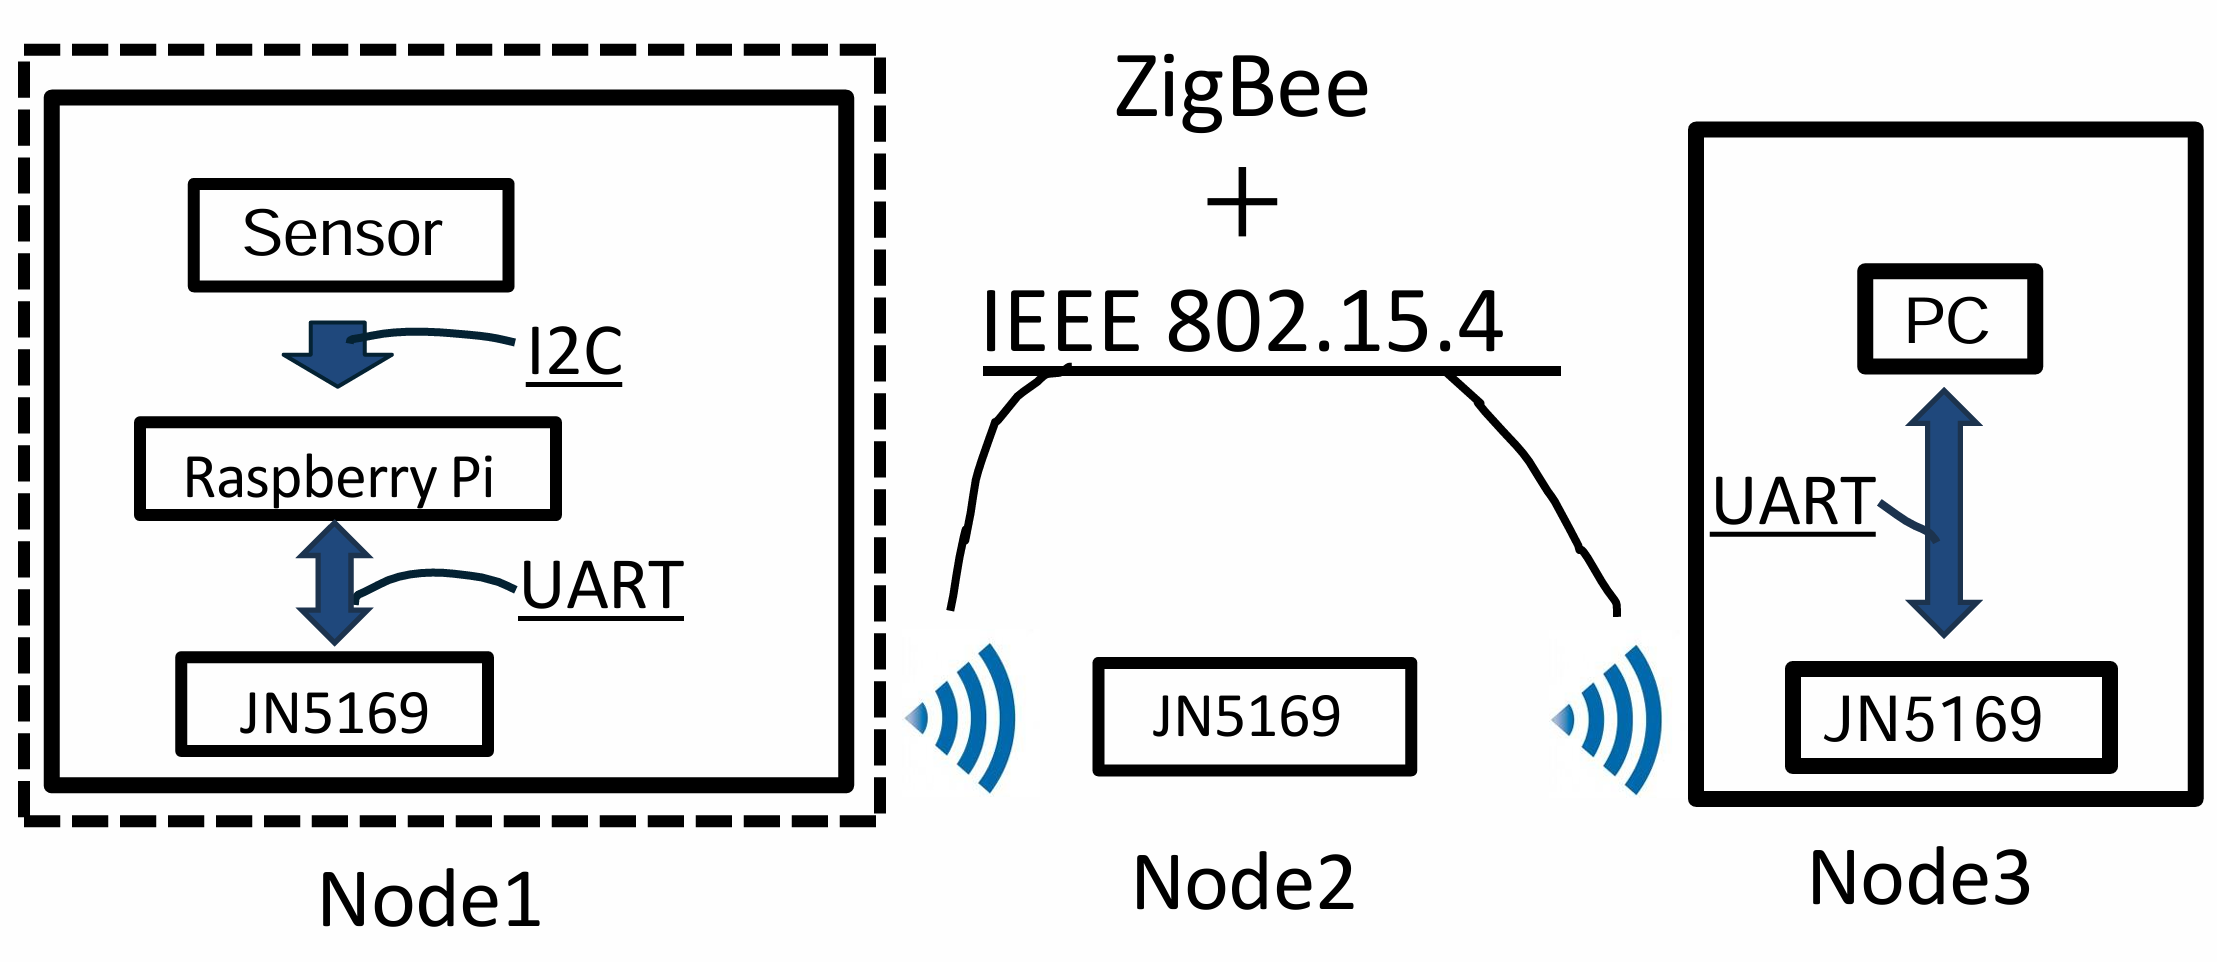 Sensor
I2C
Raspberry Pi
UART
JN5169
Node1
ZigBee
+
IEEE 802.15.4
JN5169
Node2
PC
UART
JN5169
Node3